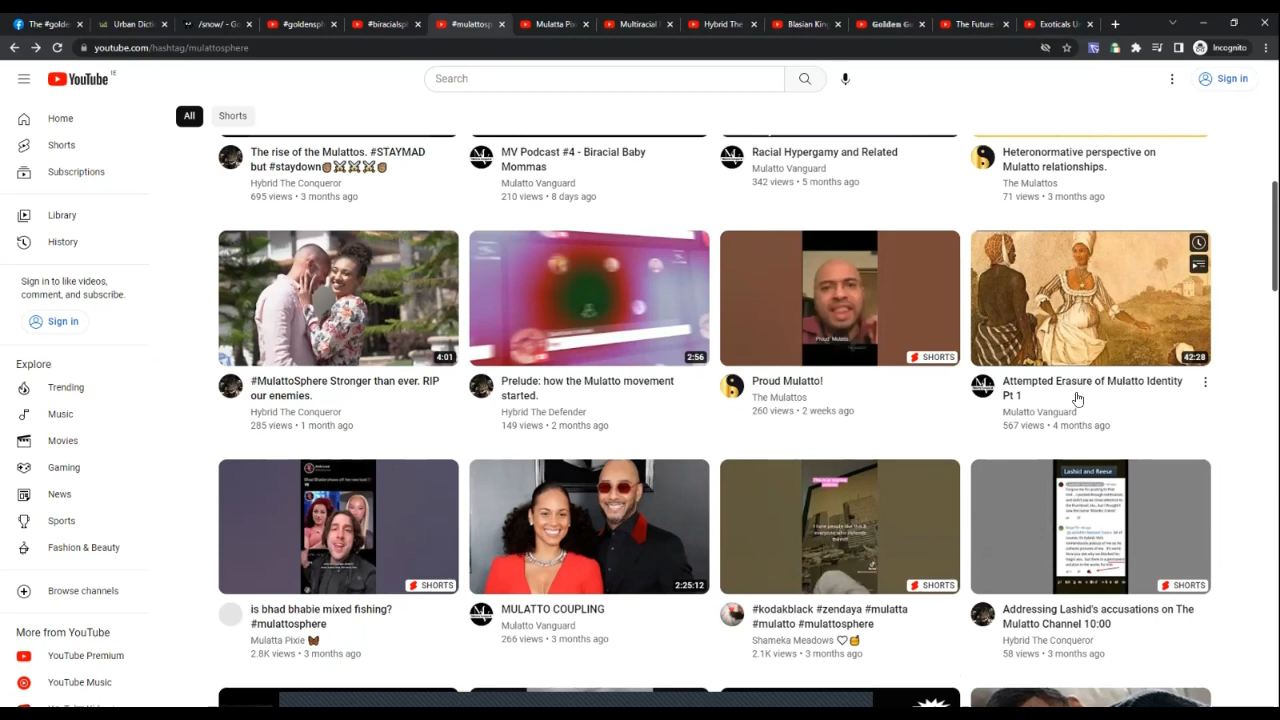 The #golde
Urban Dictic
/snow/ - Go
#goldensph
#biracialsp
#mulattosp
Mulatta Poc
Multiracial
Hybrid The
Blasian King
Golden Go
The Future
Exoticals Un
youtube.com/hashtag/mulattosphere
Incognito
YouTube IE
Search
Sign in
All
Shorts
Home
Shorts
Subscriptions
Library
History
Sign in to like videos,
comment, and subscribe.
Sign in
Explore
Trending
Music
Movies
Gaming
News
Sports
Fashion & Beauty
Browse channels
More from YouTube
YouTube Premium
YouTube Music
The rise of the Mulattos. #STAYMAD
but #staydown✊🏽⚔⚔⚔✊🏽
Hybrid The Conqueror
695 views • 3 months ago
MV Podcast #4 - Biracial Baby
Mommas
Mulatto Vanguard
210 views • 8 days ago
Racial Hypergamy and Related
Mulatto Vanguard
342 views • 5 months ago
Heteronormative perspective on
Mulatto relationships.
The Mulattos
71 views • 3 months ago
4:01
#MulattoSphere Stronger than ever. RIP
our enemies.
Hybrid The Conqueror
285 views • 1 month ago
2:56
Prelude: how the Mulatto movement
started.
Hybrid The Defender
149 views • 2 months ago
Proud Mulatto
SHORTS
Proud Mulatto!
The Mulattos
260 views • 2 weeks ago
42:28
Attempted Erasure of Mulatto Identity
Pt 1
Mulatto Vanguard
567 views • 4 months ago
SHORTS
is bhad bhabie mixed fishing?
#mulattosphere
Mulatta Pixie 🦋
2.8K views • 3 months ago
2:25:12
MULATTO COUPLING
Mulatto Vanguard
266 views • 3 months ago
SHORTS
#kodakblack #zendaya #mulatta
#mulatto #mulattosphere
Shameka Meadows 🤍🥰
2.1K views • 3 months ago
Lashid and Reese
SHORTS
Addressing Lashid's accusations on The
Mulatto Channel 10:00
Hybrid The Conqueror
58 views • 3 months ago